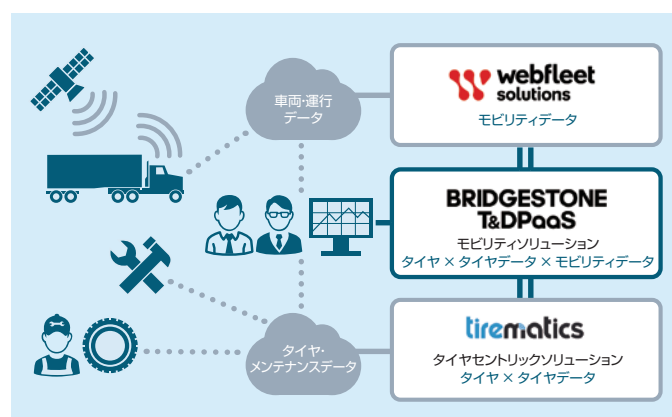 車両・運行
データ
webfleet
solutions
モビリティデータ
BRIDGESTONE
T&DPaaS
モビリティソリューション
タイヤ × タイヤデータ × モビリティデータ
タイヤ・
メンテナンスデータ
tirematics
タイヤセントリックソリューション
タイヤ × タイヤデータ